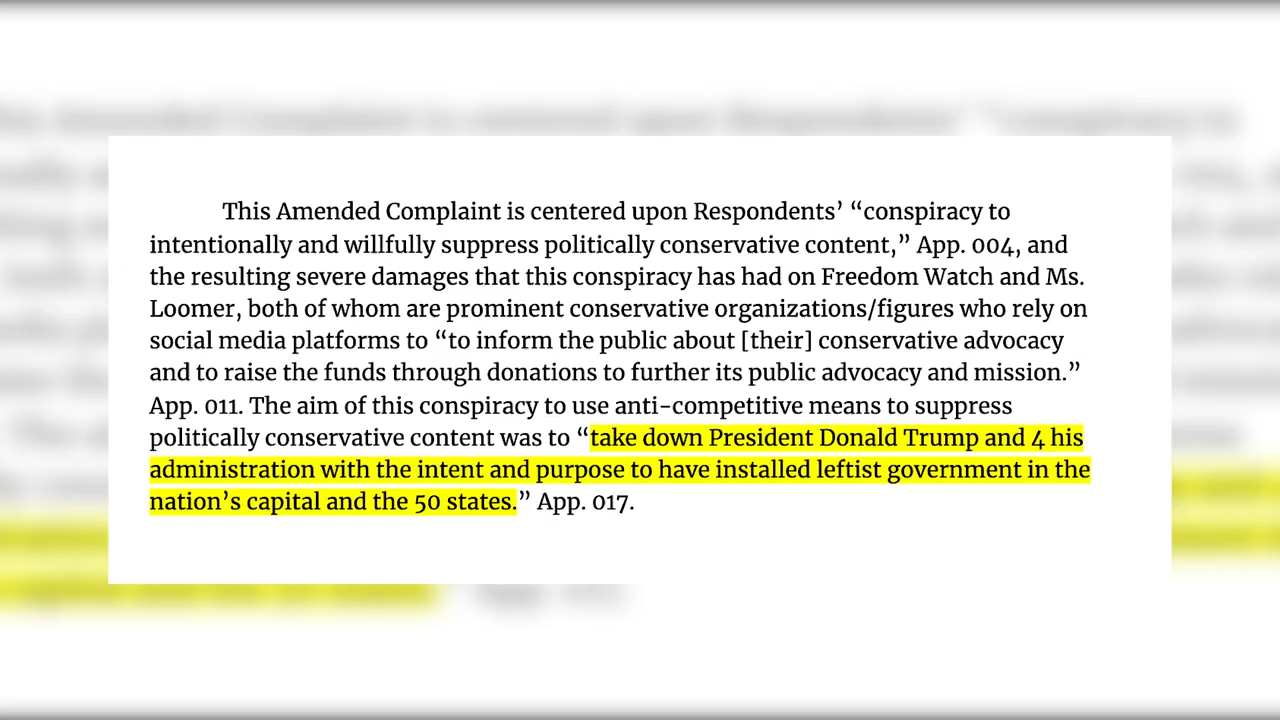 This Amended Complaint is centered upon Respondents’ “conspiracy to
intentionally and willfully suppress politically conservative content,” App. 004, and
the resulting severe damages that this conspiracy has had on Freedom Watch and Ms.
Loomer, both of whom are prominent conservative organizations/figures who rely on
social media platforms to “to inform the public about [their] conservative advocacy
and to raise the funds through donations to further its public advocacy and mission.”
App. 011. The aim of this conspiracy to use anti-competitive means to suppress
politically conservative content was to “take down President Donald Trump and 4 his
administration with the intent and purpose to have installed leftist government in the
nation’s capital and the 50 states.” App. 017.